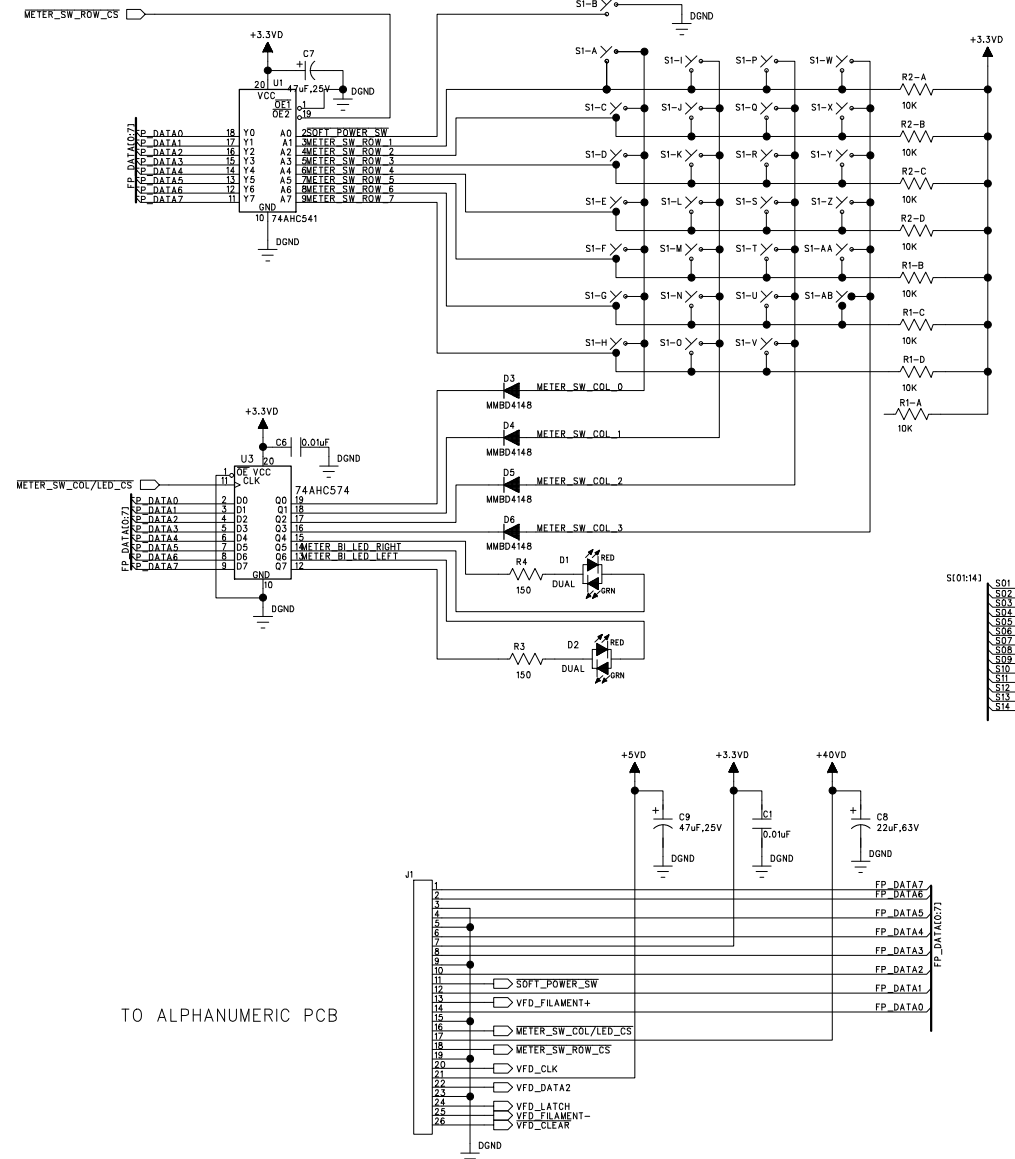 METER_SW_ROW_CS
S1-B
DGND
+3.3VD
C7
47uF,25V
DGND
U1
20
VCC
OE1 1
OE2 19
FP_DATA[0:7]
FP_DATA0 18 Y0 A0 2 SOFT_POWER_SW
FP_DATA1 17 Y1 A1 3 METER_SW_ROW_1
FP_DATA2 16 Y2 A2 4 METER_SW_ROW_2
FP_DATA3 15 Y3 A3 5 METER_SW_ROW_3
FP_DATA4 14 Y4 A4 6 METER_SW_ROW_4
FP_DATA5 13 Y5 A5 7 METER_SW_ROW_5
FP_DATA6 12 Y6 A6 8 METER_SW_ROW_6
FP_DATA7 11 Y7 A7 9 METER_SW_ROW_7
GND
10 74AHC541
DGND
+3.3VD
S1-A S1-I S1-P S1-W
R2-A
10K
S1-C S1-J S1-Q S1-X
R2-B
10K
S1-D S1-K S1-R S1-Y
R2-C
10K
S1-E S1-L S1-S S1-Z
R2-D
10K
S1-F S1-M S1-T S1-AA
R1-B
10K
S1-G S1-N S1-U S1-AB
R1-C
10K
S1-H S1-O S1-V
R1-D
10K
R1-A
10K
D3
METER_SW_COL_0
MMBD4148
D4
METER_SW_COL_1
MMBD4148
D5
METER_SW_COL_2
MMBD4148
D6
METER_SW_COL_3
MMBD4148
+3.3VD
C6
0.01uF
DGND
U3
20
1 OE VCC
METER_SW_COL/LED_CS
11 CLK
74AHC574
FP_DATA[0:7]
FP_DATA0 2 D0 Q0 19
FP_DATA1 3 D1 Q1 18
FP_DATA2 4 D2 Q2 17
FP_DATA3 5 D3 Q3 16
FP_DATA4 6 D4 Q4 15
FP_DATA5 7 D5 Q5 14 METER_BI_LED_RIGHT
FP_DATA6 8 D6 Q6 13 METER_BI_LED_LEFT
FP_DATA7 9 D7 Q7 12
GND
10
DGND
R4
150
D1
DUAL
RED
GRN
R3
150
D2
DUAL
RED
GRN
S[01:14]
S01
S02
S03
S04
S05
S06
S07
S08
S09
S10
S11
S12
S13
S14
+5VD
+3.3VD
+40VD
C9
47uF,25V
DGND
C1
0.01uF
DGND
C8
22uF,63V
DGND
J1
1 FP_DATA7
2 FP_DATA6
3
4 FP_DATA5
5
6 FP_DATA4
7
8 FP_DATA3
9
10 FP_DATA2
11 SOFT_POWER_SW
12 FP_DATA1
13 VFD_FILAMENT+
14 FP_DATA0
15
16 METER_SW_COL/LED_CS
17
18 METER_SW_ROW_CS
19
20 VFD_CLK
21
22 VFD_DATA2
23
24 VFD_LATCH
25 VFD_FILAMENT-
26 VFD_CLEAR
DGND
FP_DATA[0:7]
TO ALPHANUMERIC PCB